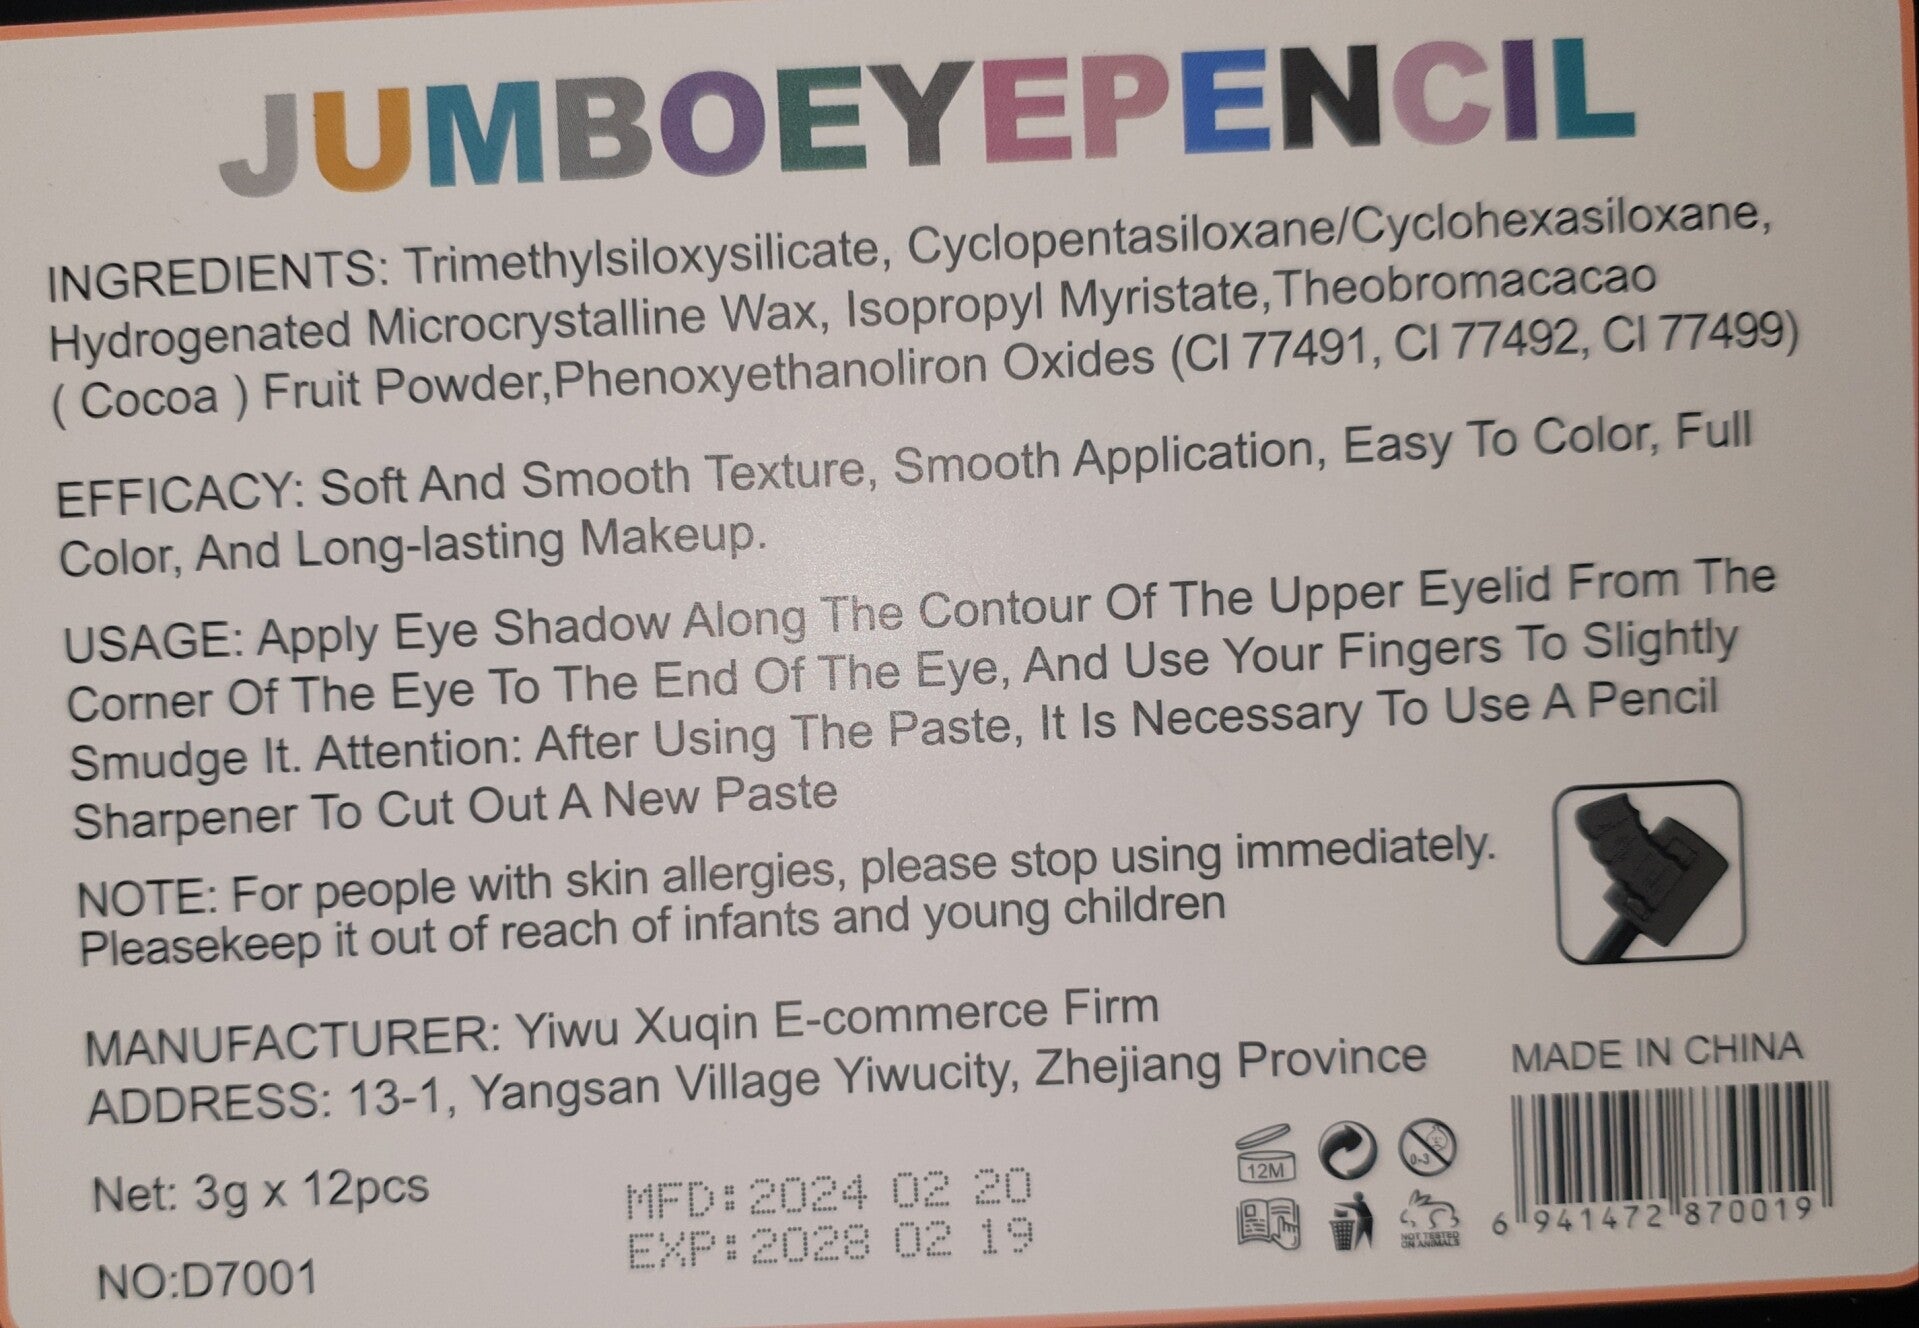 JUMBOEYEPENCIL
INGREDIENTS: Trimethylsiloxysilicate, Cyclopentasiloxane/Cyclohexasiloxane,
Hydrogenated Microcrystalline Wax, Isopropyl Myristate,Theobromacacao
( Cocoa ) Fruit Powder,Phenoxyethanoliron Oxides (CI 77491, CI 77492, CI 77499)
EFFICACY: Soft And Smooth Texture, Smooth Application, Easy To Color, Full
Color, And Long-lasting Makeup.
USAGE: Apply Eye Shadow Along The Contour Of The Upper Eyelid From The
Corner Of The Eye To The End Of The Eye, And Use Your Fingers To Slightly
Smudge It. Attention: After Using The Paste, It Is Necessary To Use A Pencil
Sharpener To Cut Out A New Paste
NOTE: For people with skin allergies, please stop using immediately.
Pleasekeep it out of reach of infants and young children
MANUFACTURER: Yiwu Xuqin E-commerce Firm
ADDRESS: 13-1, Yangsan Village Yiwucity, Zhejiang Province
MADE IN CHINA
Net: 3g x 12pcs
MFD:2024 02 20
EXP:2028 02 19
NO:D7001
12M
0-3
NOT TESTED
ON ANIMALS
6 941472 870019